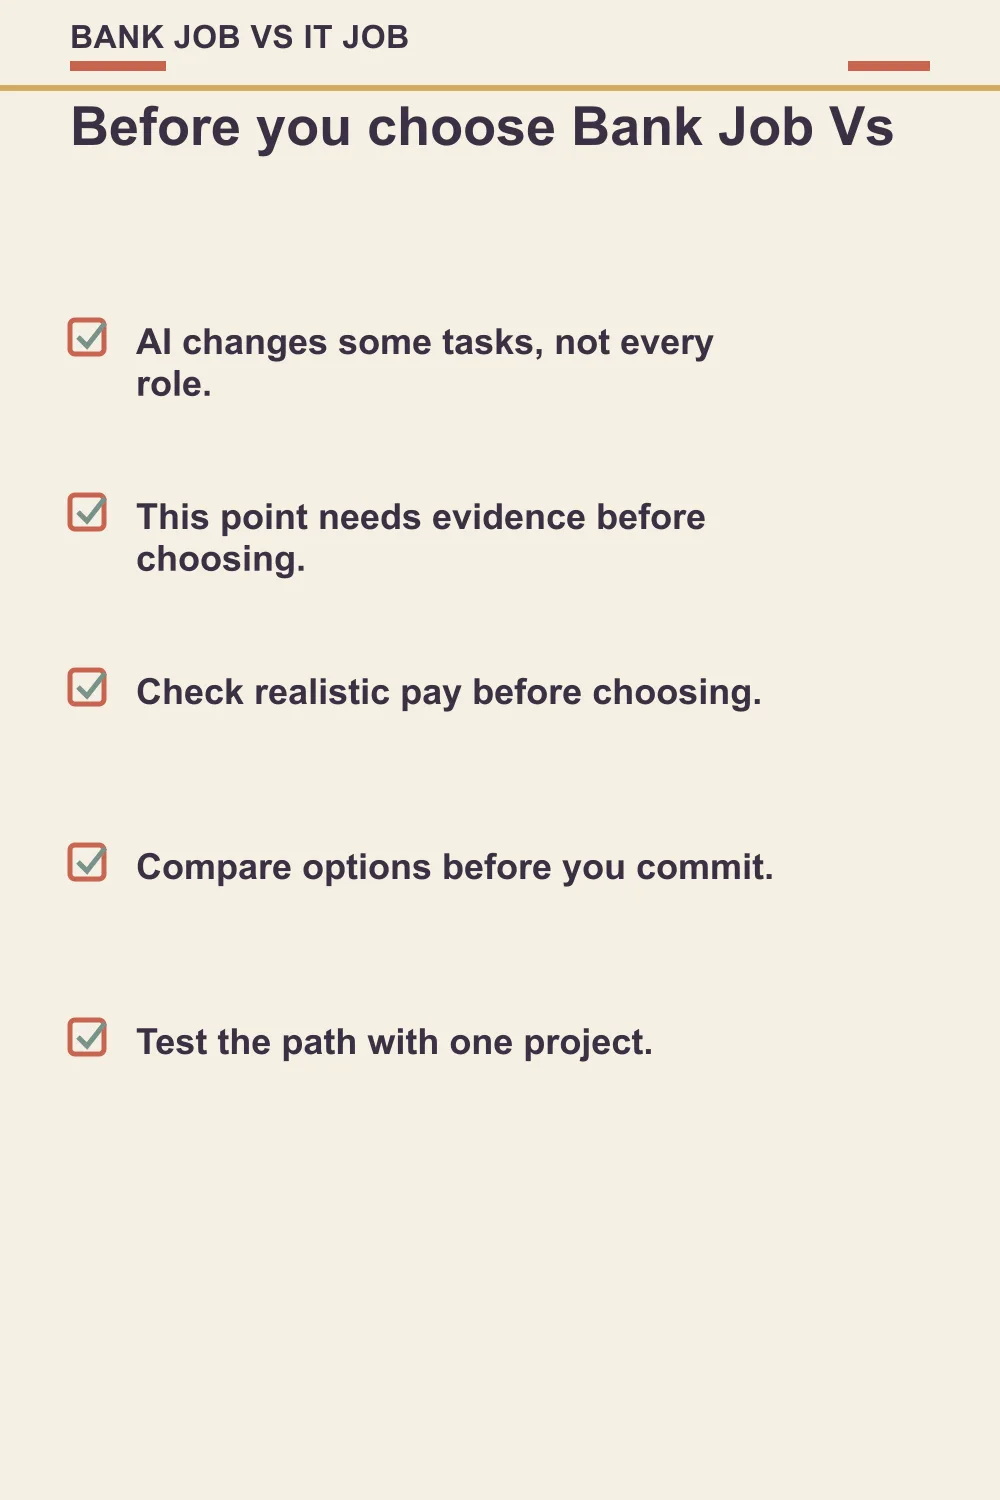 BANK JOB VS IT JOB
Before you choose Bank Job Vs
AI changes some tasks, not every
role.
This point needs evidence before
choosing.
Check realistic pay before choosing.
Compare options before you commit.
Test the path with one project.